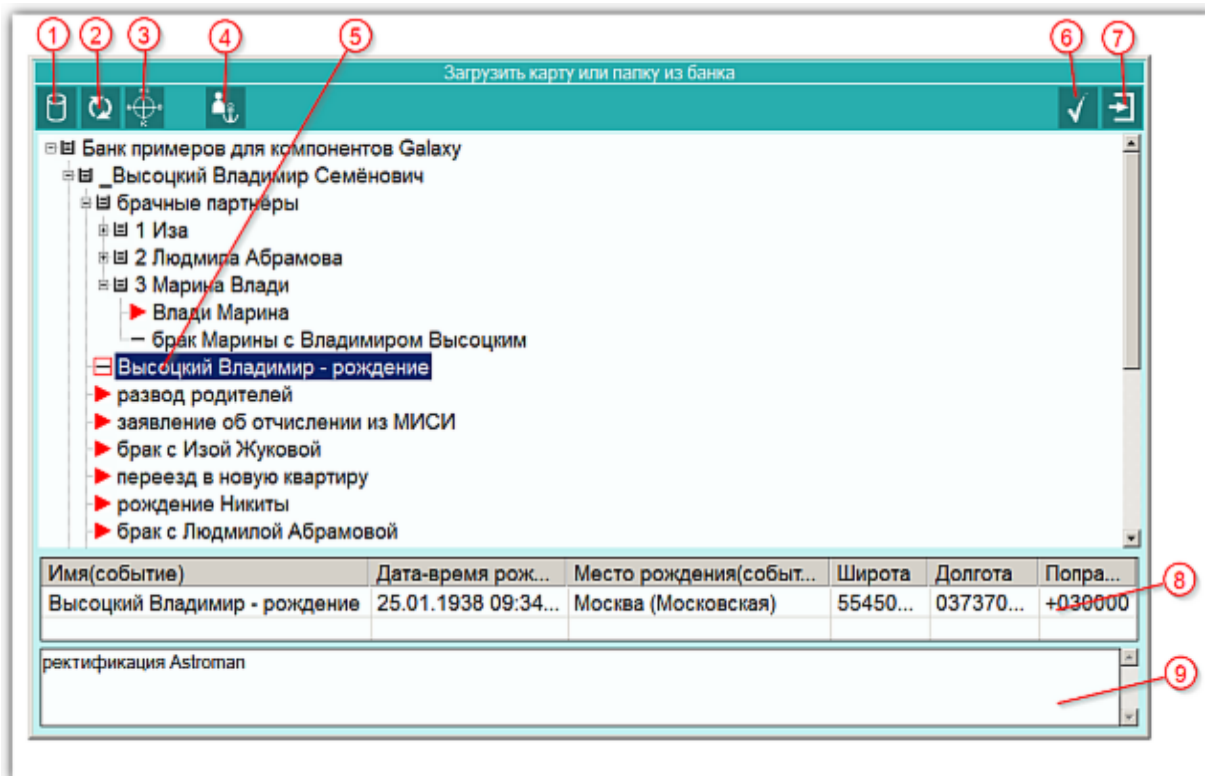 1 2 3 4 5 6 7
Загрузить карту или папку из банка
Банк примеров для компонентов Galaxy
_Высоцкий Владимир Семёнович
брачные партнёры
1 Иза
2 Людмила Абрамова
3 Марина Влади
Влади Марина
брак Марины с Владимиром Высоцким
Высоцкий Владимир - рождение
развод родителей
заявление об отчислении из МИСИ
брак с Изой Жуковой
переезд в новую квартиру
рождение Никиты
брак с Людмилой Абрамовой
Имя(событие) Дата-время рож... Место рождения(событ... Широта Долгота Попра...
8
Высоцкий Владимир - рождение 25.01.1938 09:34... Москва (Московская) 55450... 037370... +030000
ректификация Astroman
9